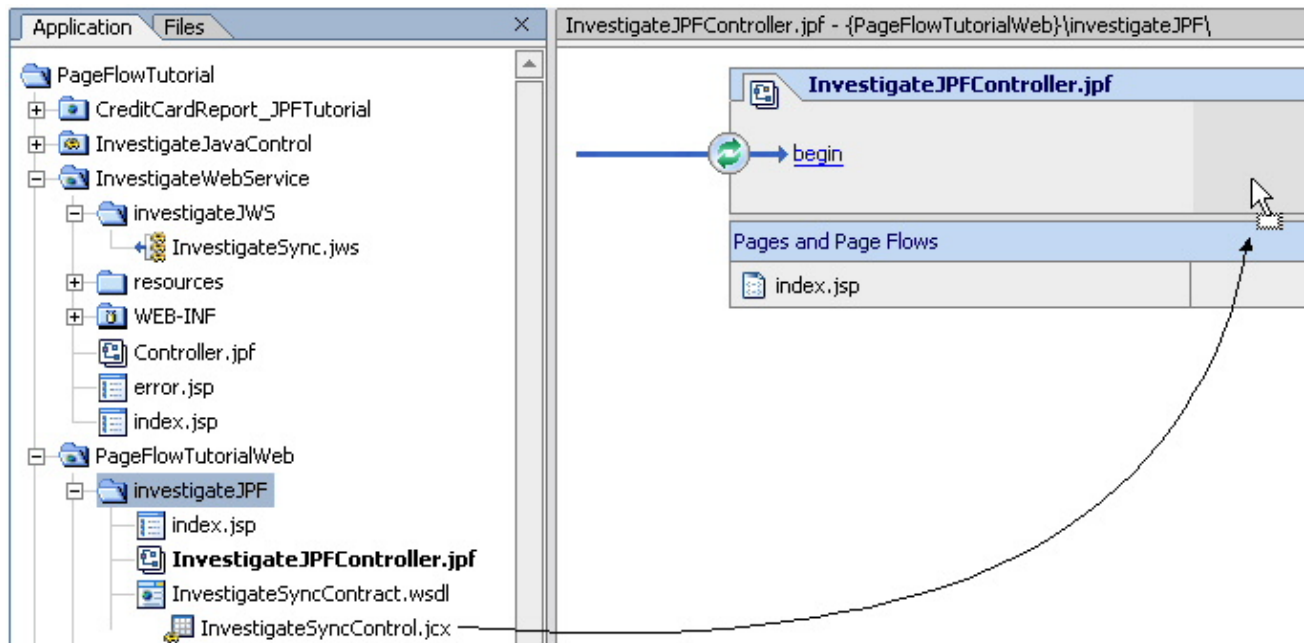 Application Files
PageFlowTutorial
CreditCardReport_JPFTutorial
InvestigateJavaControl
InvestigateWebService
investigateJWS
InvestigateSync.jws
resources
WEB-INF
Controller.jpf
error.jsp
index.jsp
PageFlowTutorialWeb
investigateJPF
index.jsp
InvestigateJPFController.jpf
InvestigateSyncContract.wsdl
InvestigateSyncControl.jcx
InvestigateJPFController.jpf - {PageFlowTutorialWeb}\investigateJPF\
InvestigateJPFController.jpf
begin
Pages and Page Flows
index.jsp